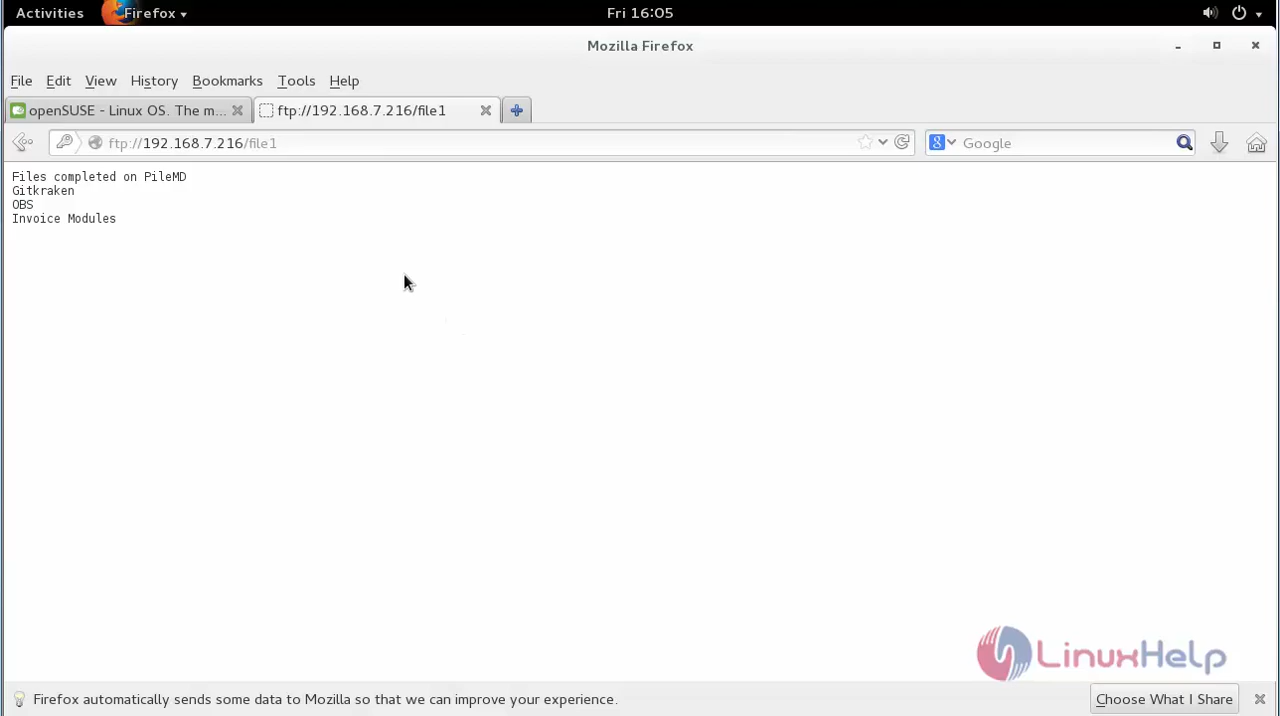 Activities Firefox Fri 16:05
Mozilla Firefox
File Edit View History Bookmarks Tools Help
openSUSE - Linux OS. The m... ftp://192.168.7.216/file1
ftp://192.168.7.216/file1 8 Google
Files completed on PileMD
Gitkraken
OBS
Invoice Modules
LinuxHelp
Firefox automatically sends some data to Mozilla so that we can improve your experience. Choose What I Share